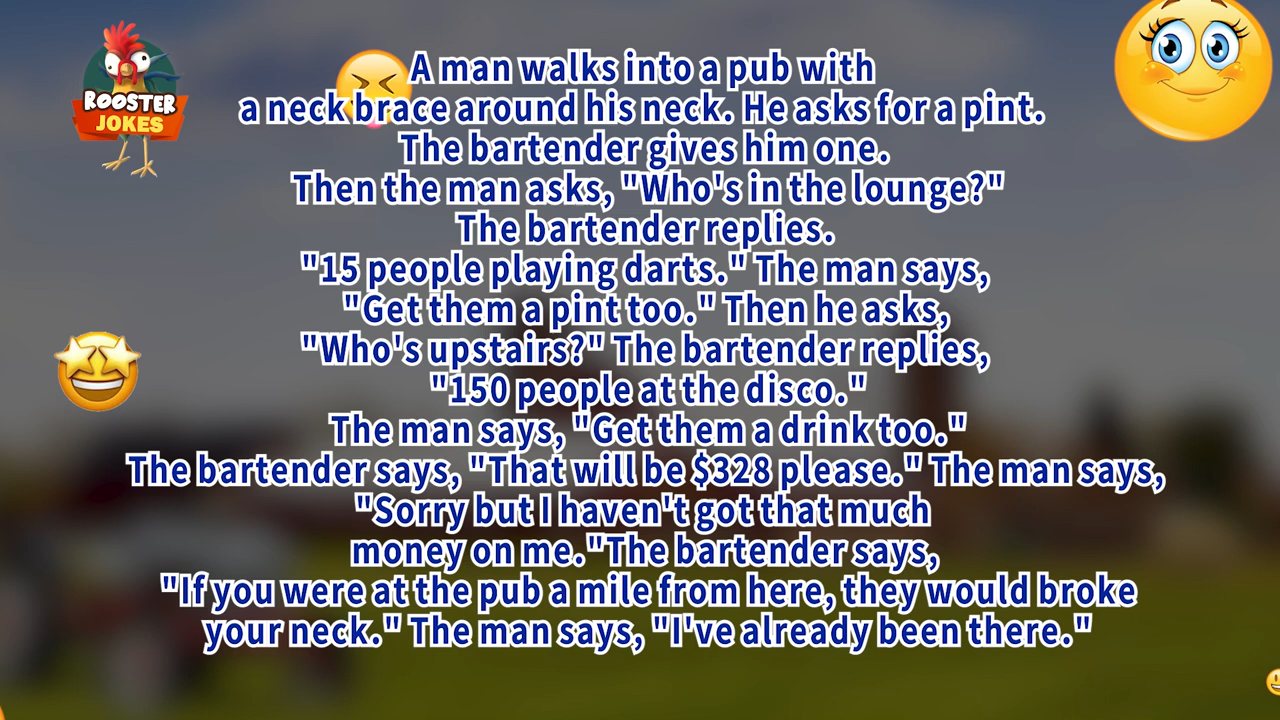 ROOSTER
JOKES
A man walks into a pub with
a neck brace around his neck. He asks for a pint.
The bartender gives him one.
Then the man asks, "Who's in the lounge?"
The bartender replies.
"15 people playing darts." The man says,
"Get them a pint too." Then he asks,
"Who's upstairs?" The bartender replies,
"150 people at the disco."
The man says, "Get them a drink too."
The bartender says, "That will be $328 please." The man says,
"Sorry but I haven't got that much
money on me."The bartender says,
"If you were at the pub a mile from here, they would broke
your neck." The man says, "I've already been there."